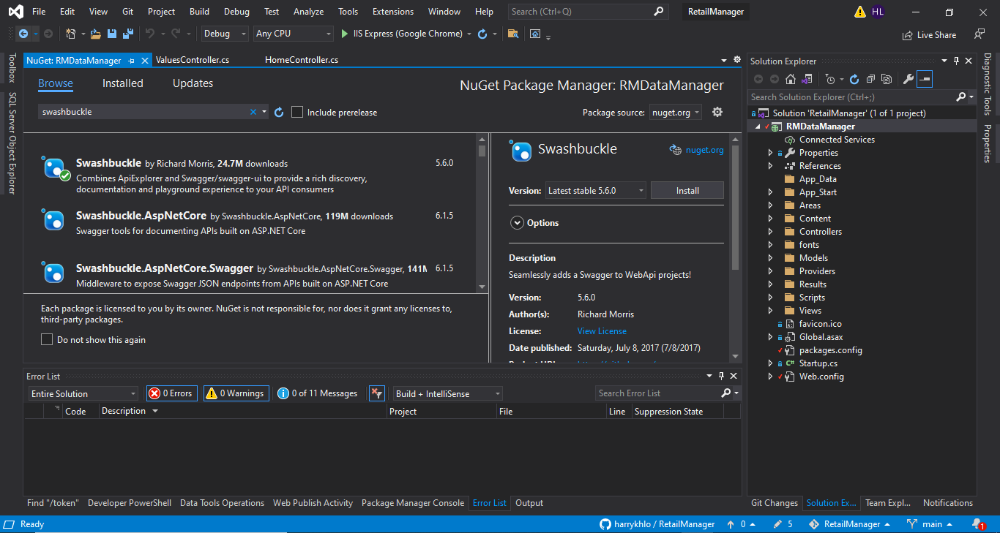 File Edit View Git Project Build Debug Test Analyze Tools Extensions Window Help Search (Ctrl+Q) RetailManager HL
Debug Any CPU IIS Express (Google Chrome) Live Share
NuGet: RMDataManager ValuesController.cs HomeController.cs
Toolbox
SQL Server Object Explorer
Browse Installed Updates NuGet Package Manager: RMDataManager
swashbuckle Include prerelease Package source: nuget.org
Swashbuckle by Richard Morris, 24.7M downloads 5.6.0
Combines ApiExplorer and Swagger/swagger-ui to provide a rich discovery,
documentation and playground experience to your API consumers
Swashbuckle.AspNetCore by Swashbuckle.AspNetCore, 119M downloads 6.1.5
Swagger tools for documenting APIs built on ASP.NET Core
Swashbuckle.AspNetCore.Swagger by Swashbuckle.AspNetCore.Swagger, 141M 6.1.5
Middleware to expose Swagger JSON endpoints from APIs built on ASP.NET Core
Each package is licensed to you by its owner. NuGet is not responsible for, nor does it grant any licenses to,
third-party packages.
Do not show this again
Swashbuckle nuget.org
Version: Latest stable 5.6.0 Install
Options
Description
Seamlessly adds a Swagger to WebApi projects!
Version: 5.6.0
Author(s): Richard Morris
License: View License
Date published: Saturday, July 8, 2017 (7/8/2017)
Solution Explorer
Search Solution Explorer (Ctrl+;)
Solution 'RetailManager' (1 of 1 project)
RMDataManager
Connected Services
Properties
References
App_Data
App_Start
Areas
Content
Controllers
fonts
Models
Providers
Results
Scripts
Views
favicon.ico
Global.asax
packages.config
Startup.cs
Web.config
Diagnostic Tools
Properties
Error List
Entire Solution 0 Errors 0 Warnings 0 of 11 Messages Build + IntelliSense Search Error List
Code Description Project File Line Suppression State
Find "/token" Developer PowerShell Data Tools Operations Web Publish Activity Package Manager Console Error List Output
Git Changes Solution Ex... Team Expl... Notifications
Ready harrykhlo / RetailManager 0 5 RetailManager main 1